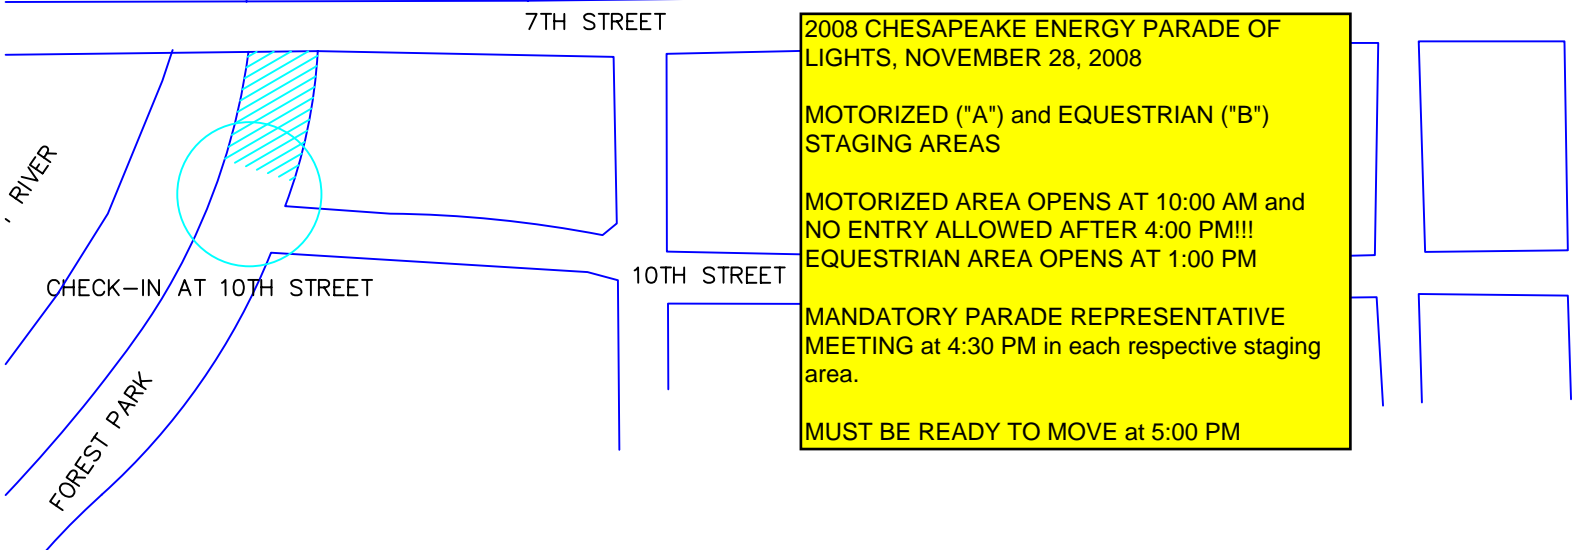 7TH STREET
2008 CHESAPEAKE ENERGY PARADE OF
LIGHTS, NOVEMBER 28, 2008
MOTORIZED ("A") and EQUESTRIAN ("B")
STAGING AREAS
MOTORIZED AREA OPENS AT 10:00 AM and
NO ENTRY ALLOWED AFTER 4:00 PM!!!
EQUESTRIAN AREA OPENS AT 1:00 PM
MANDATORY PARADE REPRESENTATIVE
MEETING at 4:30 PM in each respective staging
area.
MUST BE READY TO MOVE at 5:00 PM
RIVER
CHECK-IN AT 10TH STREET
10TH STREET
FOREST PARK